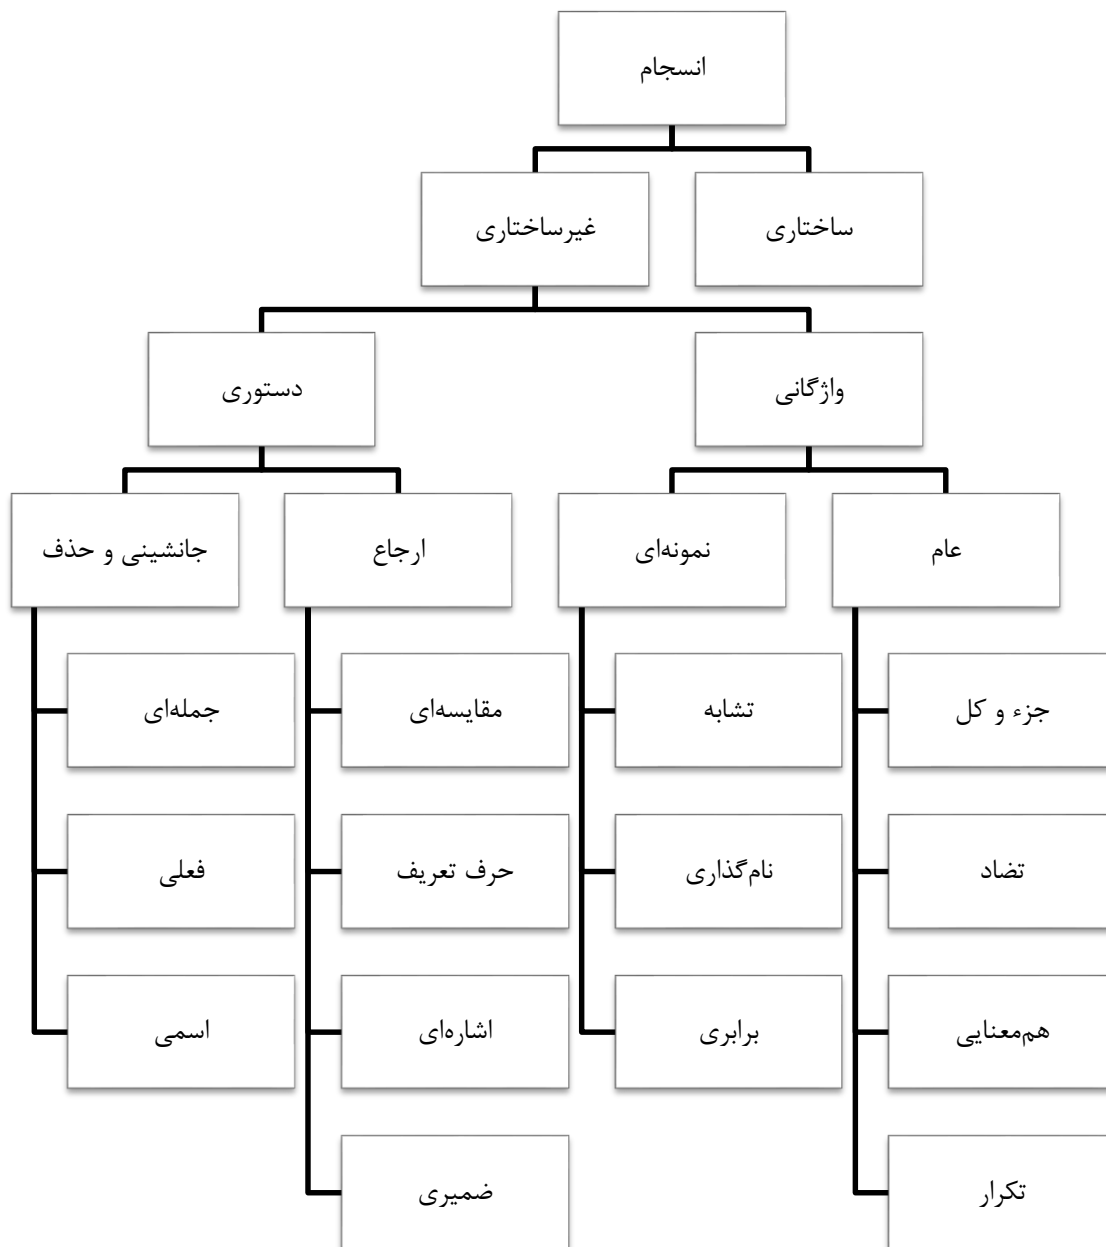 انسجام
ساختاری
غیرساختاری
واژگانی
دستوری
عام
نمونه‌ای
ارجاع
جانشینی و حذف
جزء و کل
تشابه
مقایسه‌ای
جمله‌ای
تضاد
نام‌گذاری
حرف تعریف
فعلی
هم‌معنایی
برابری
اشاره‌ای
اسمی
تکرار
ضمیری